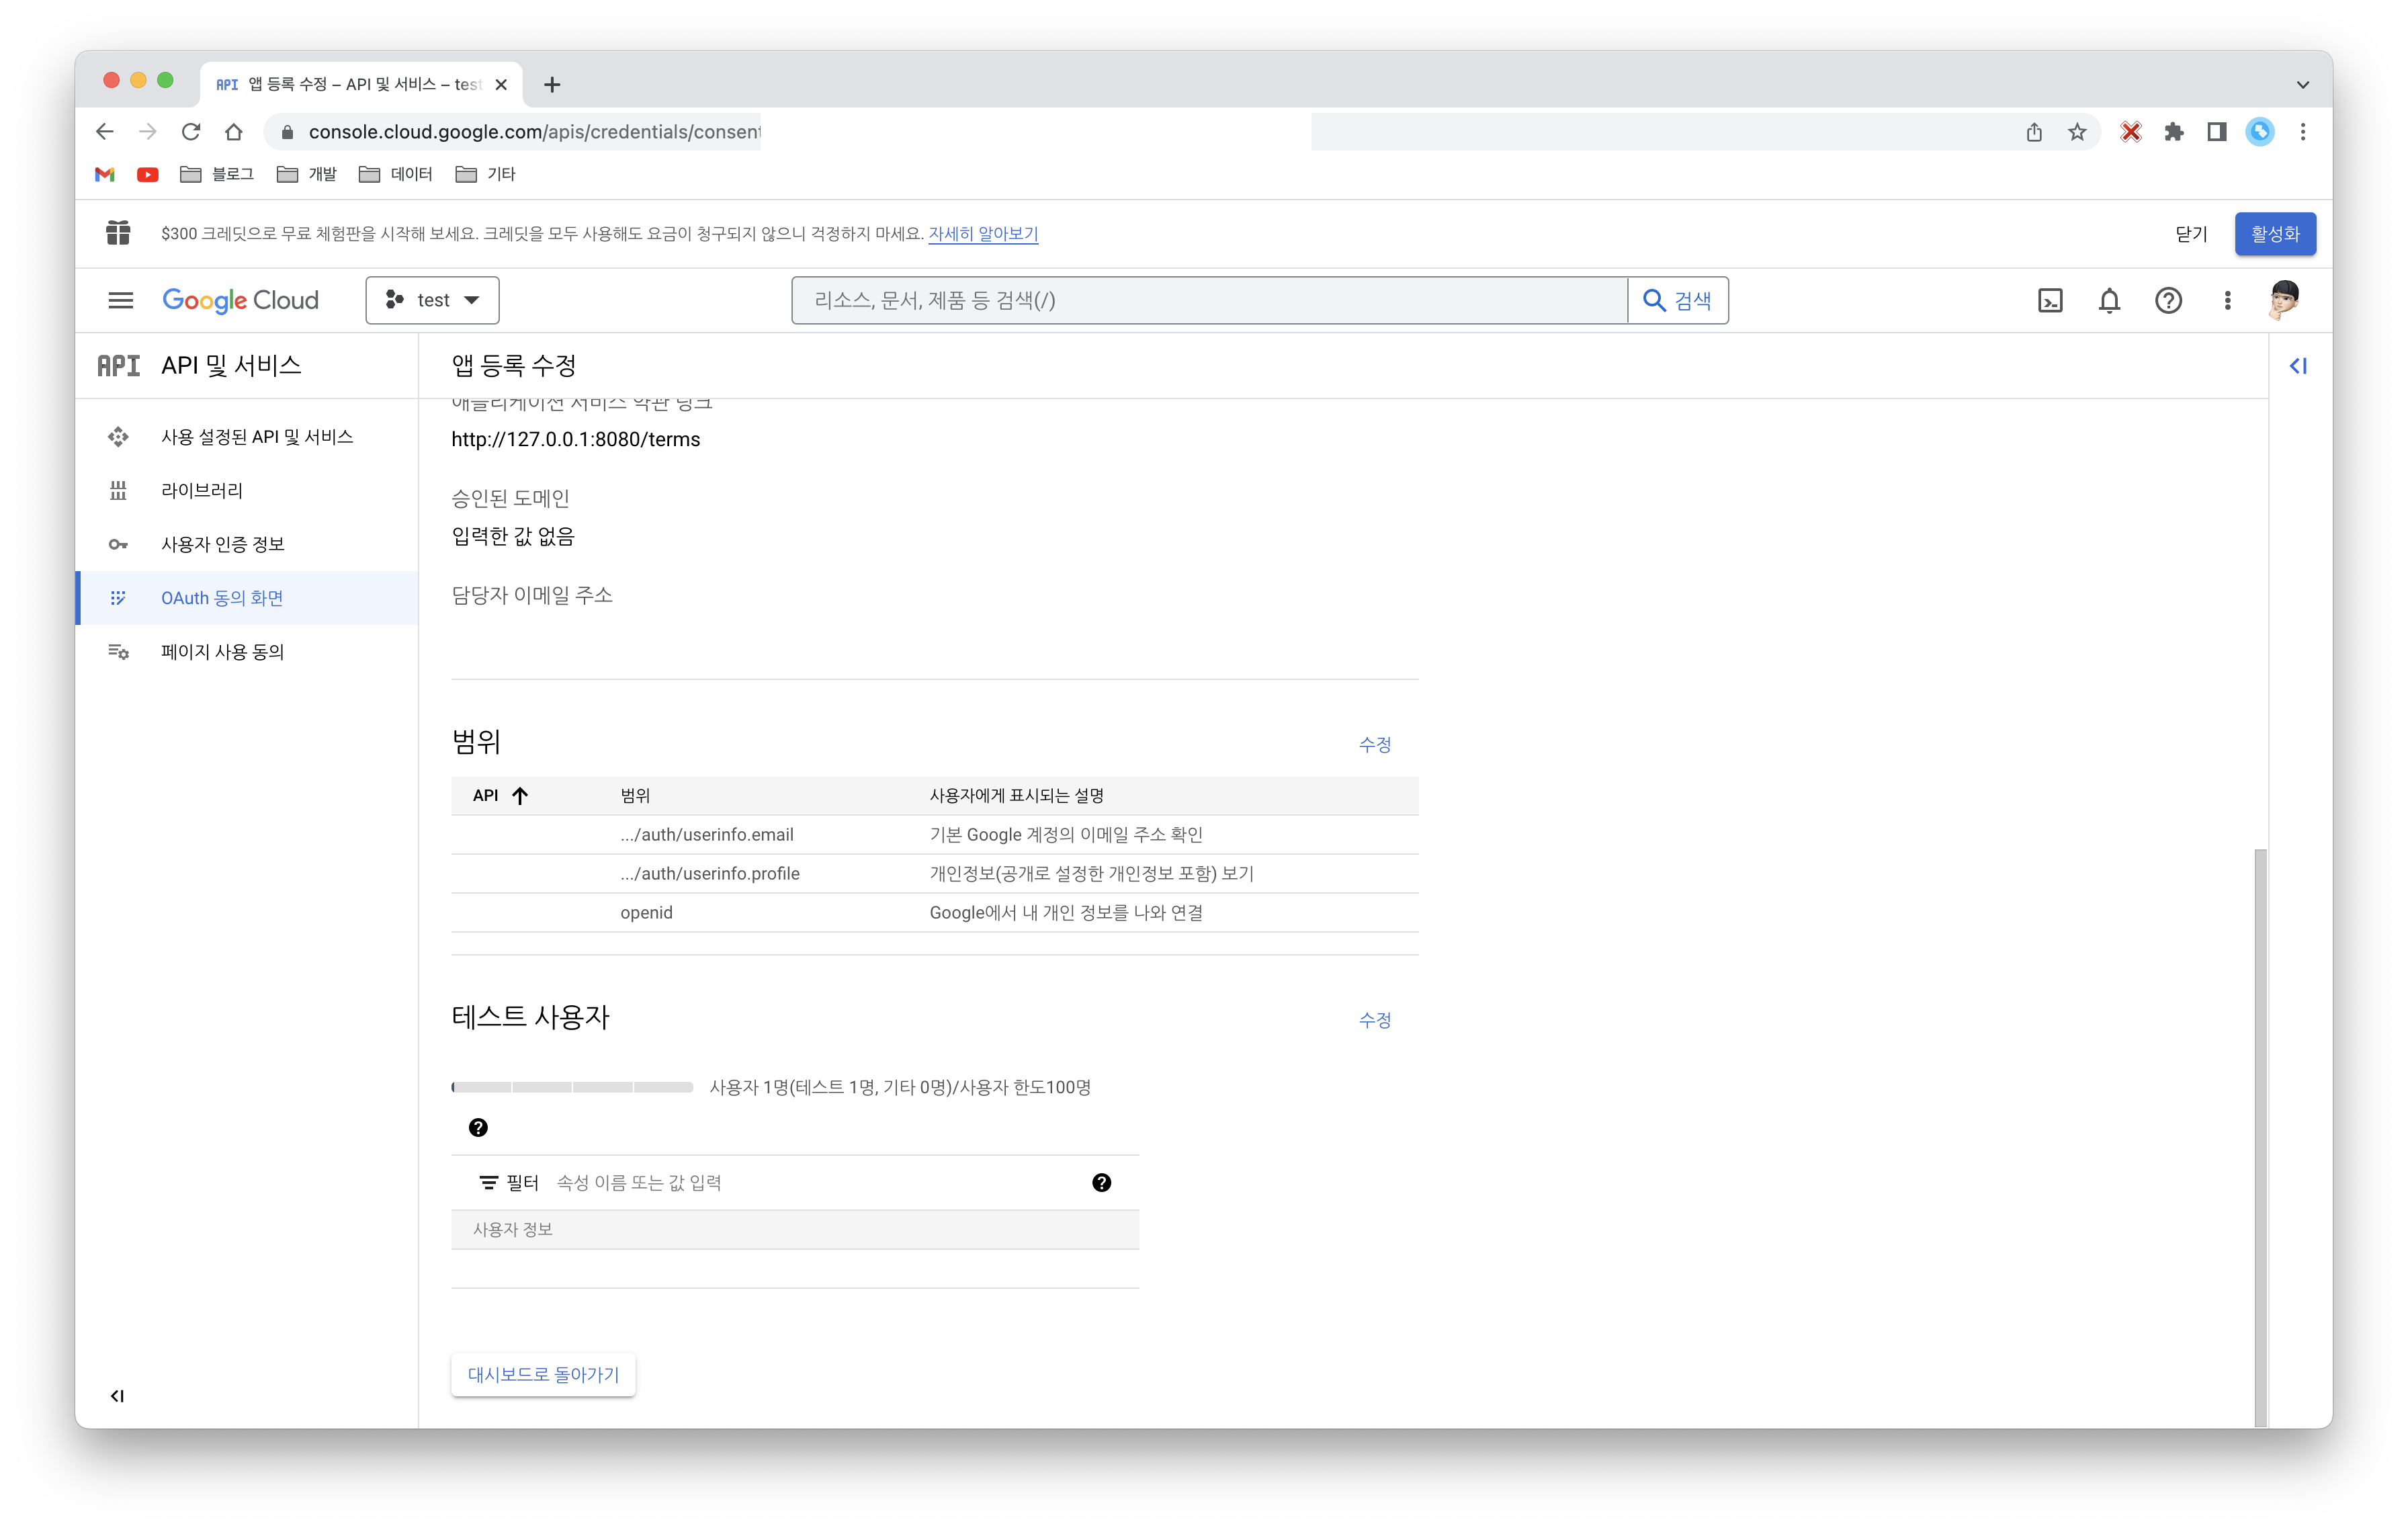 API 앱 등록 수정 – API 및 서비스 – test
console.cloud.google.com/apis/credentials/consent
블로그 개발 데이터 기타
$300 크레딧으로 무료 체험판을 시작해 보세요. 크레딧을 모두 사용해도 요금이 청구되지 않으니 걱정하지 마세요. 자세히 알아보기 닫기 활성화
Google Cloud test 리소스, 문서, 제품 등 검색(/) 검색
API API 및 서비스
사용 설정된 API 및 서비스
라이브러리
사용자 인증 정보
OAuth 동의 화면
페이지 사용 동의
앱 등록 수정
애플리케이션 서비스 약관 링크
http://127.0.0.1:8080/terms
승인된 도메인
입력한 값 없음
담당자 이메일 주소
범위 수정
API 범위 사용자에게 표시되는 설명
.../auth/userinfo.email 기본 Google 계정의 이메일 주소 확인
.../auth/userinfo.profile 개인정보(공개로 설정한 개인정보 포함) 보기
openid Google에서 내 개인 정보를 나와 연결
테스트 사용자 수정
사용자 1명(테스트 1명, 기타 0명)/사용자 한도100명
필터 속성 이름 또는 값 입력
사용자 정보
대시보드로 돌아가기